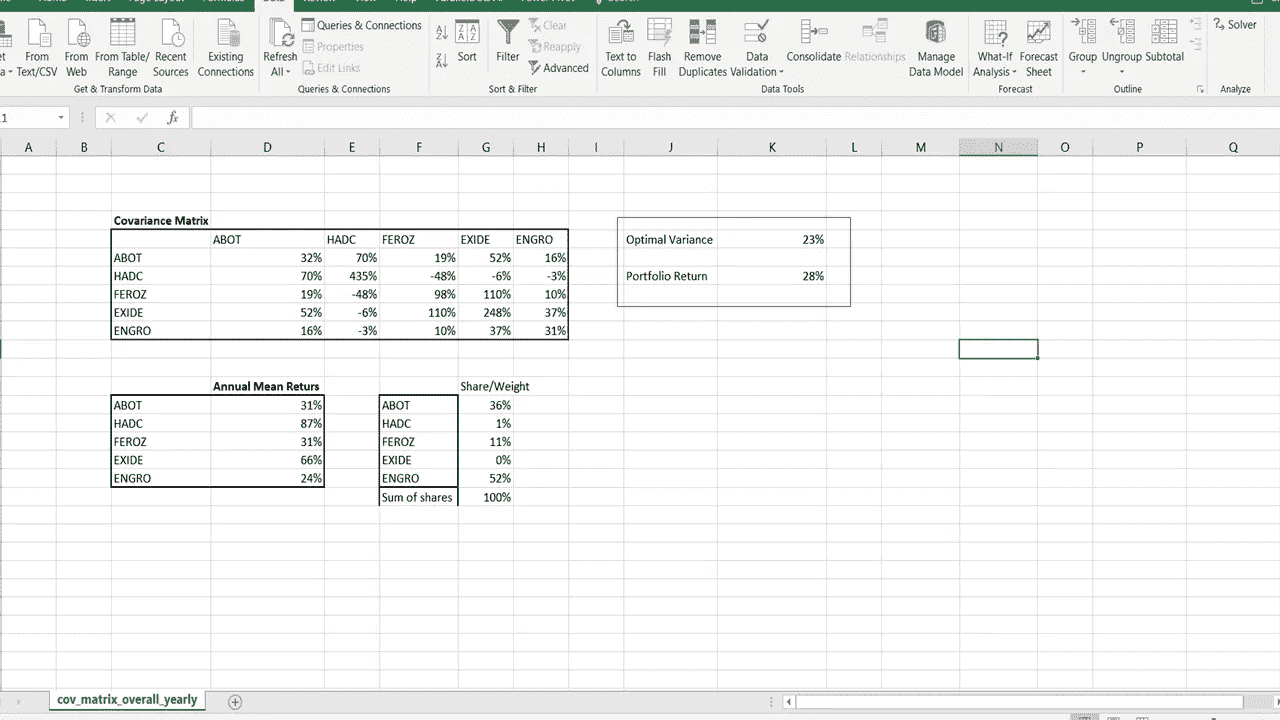 Queries & Connections
Properties
Edit Links
Clear
Reapply
Advanced
Solver
From Text/CSV
From Web
From Table/ Range
Recent Sources
Existing Connections
Refresh All
Sort
Filter
Text to Columns
Flash Fill
Remove Duplicates
Data Validation
Consolidate
Relationships
Manage Data Model
What-If Analysis
Forecast Sheet
Group
Ungroup
Subtotal
Get & Transform Data
Queries & Connections
Sort & Filter
Data Tools
Forecast
Outline
Analyze
fx
A B C D E F G H I J K L M N O P Q
Covariance Matrix
ABOT HADC FEROZ EXIDE ENGRO
ABOT 32% 70% 19% 52% 16%
HADC 70% 435% -48% -6% -3%
FEROZ 19% -48% 98% 110% 10%
EXIDE 52% -6% 110% 248% 37%
ENGRO 16% -3% 10% 37% 31%
Optimal Variance 23%
Portfolio Return 28%
Annual Mean Returs
ABOT 31%
HADC 87%
FEROZ 31%
EXIDE 66%
ENGRO 24%
Share/Weight
ABOT 36%
HADC 1%
FEROZ 11%
EXIDE 0%
ENGRO 52%
Sum of shares 100%
cov_matrix_overall_yearly